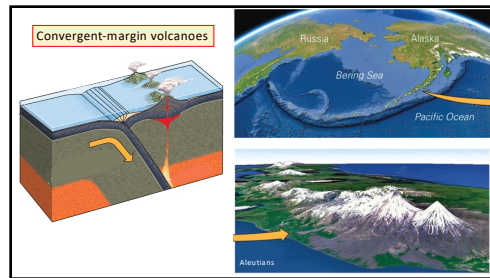 Convergent-margin volcanoes
Russia
Alaska
Bering Sea
Pacific Ocean
Aleutians